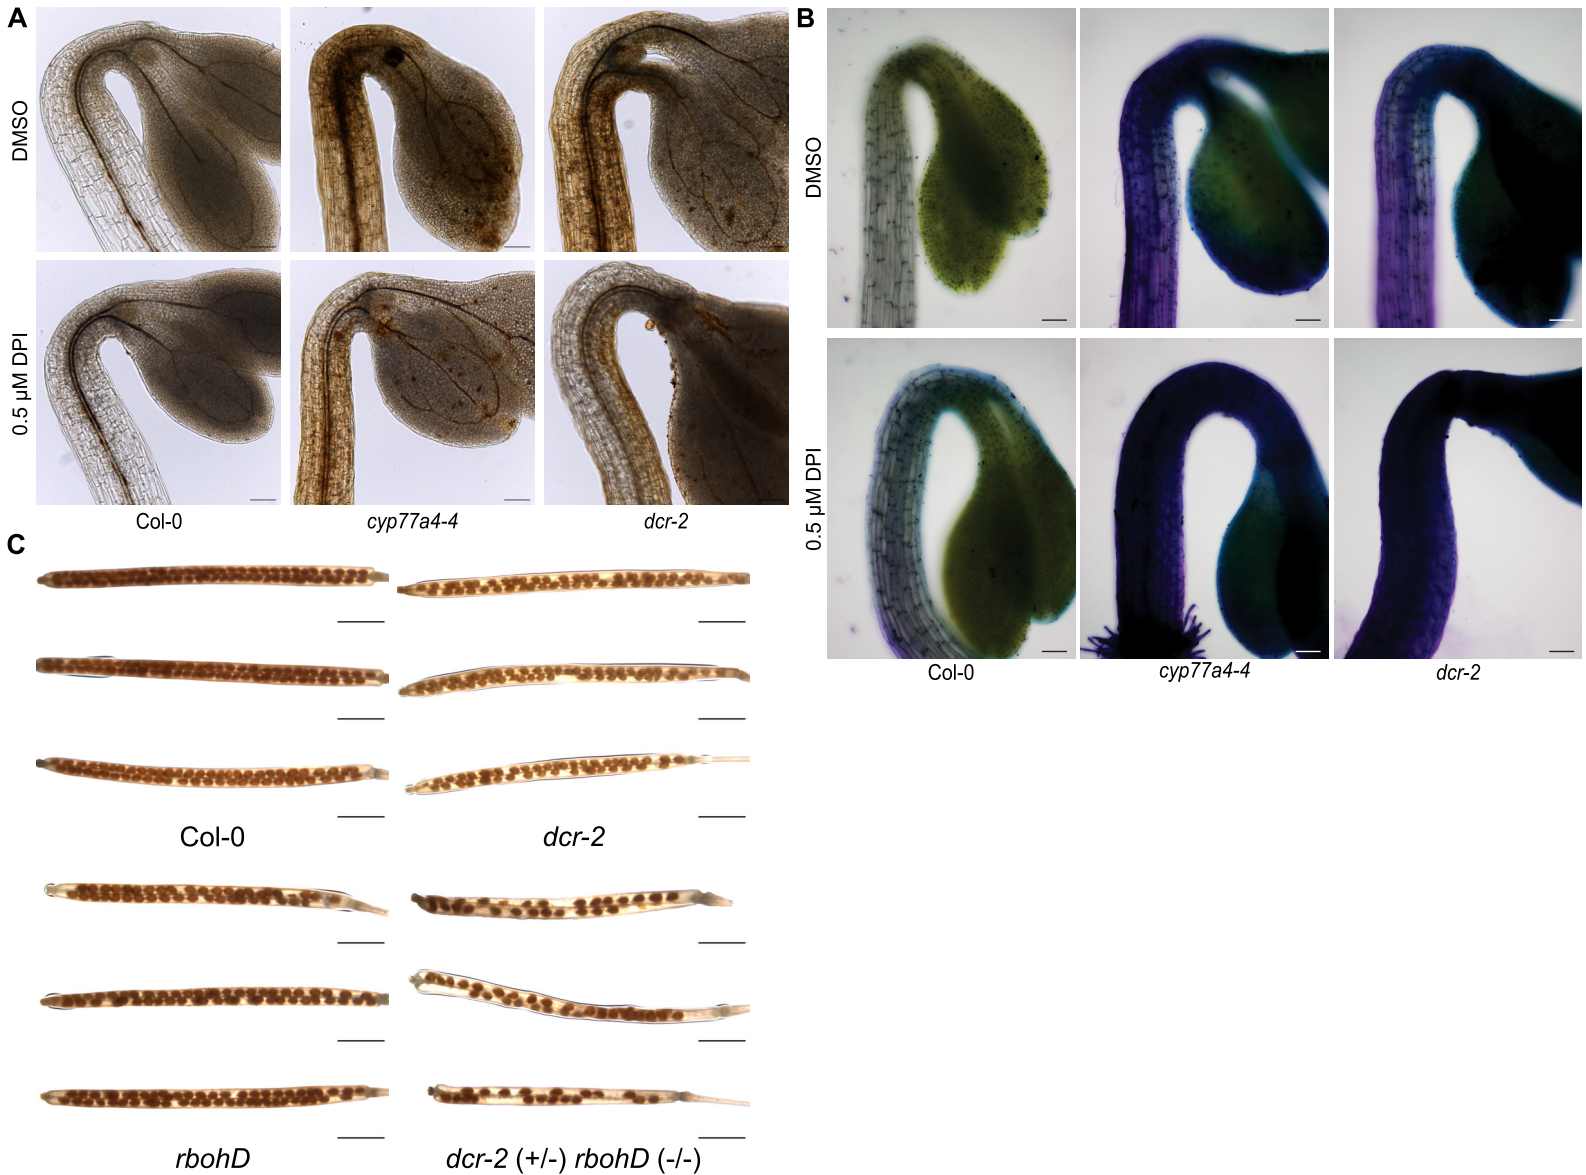 A
B
DMSO
0.5 µM DPI
Col-0
cyp77a4-4
dcr-2
DMSO
0.5 µM DPI
Col-0
cyp77a4-4
dcr-2
C
Col-0
dcr-2
rbohD
dcr-2 (+/-) rbohD (-/-)